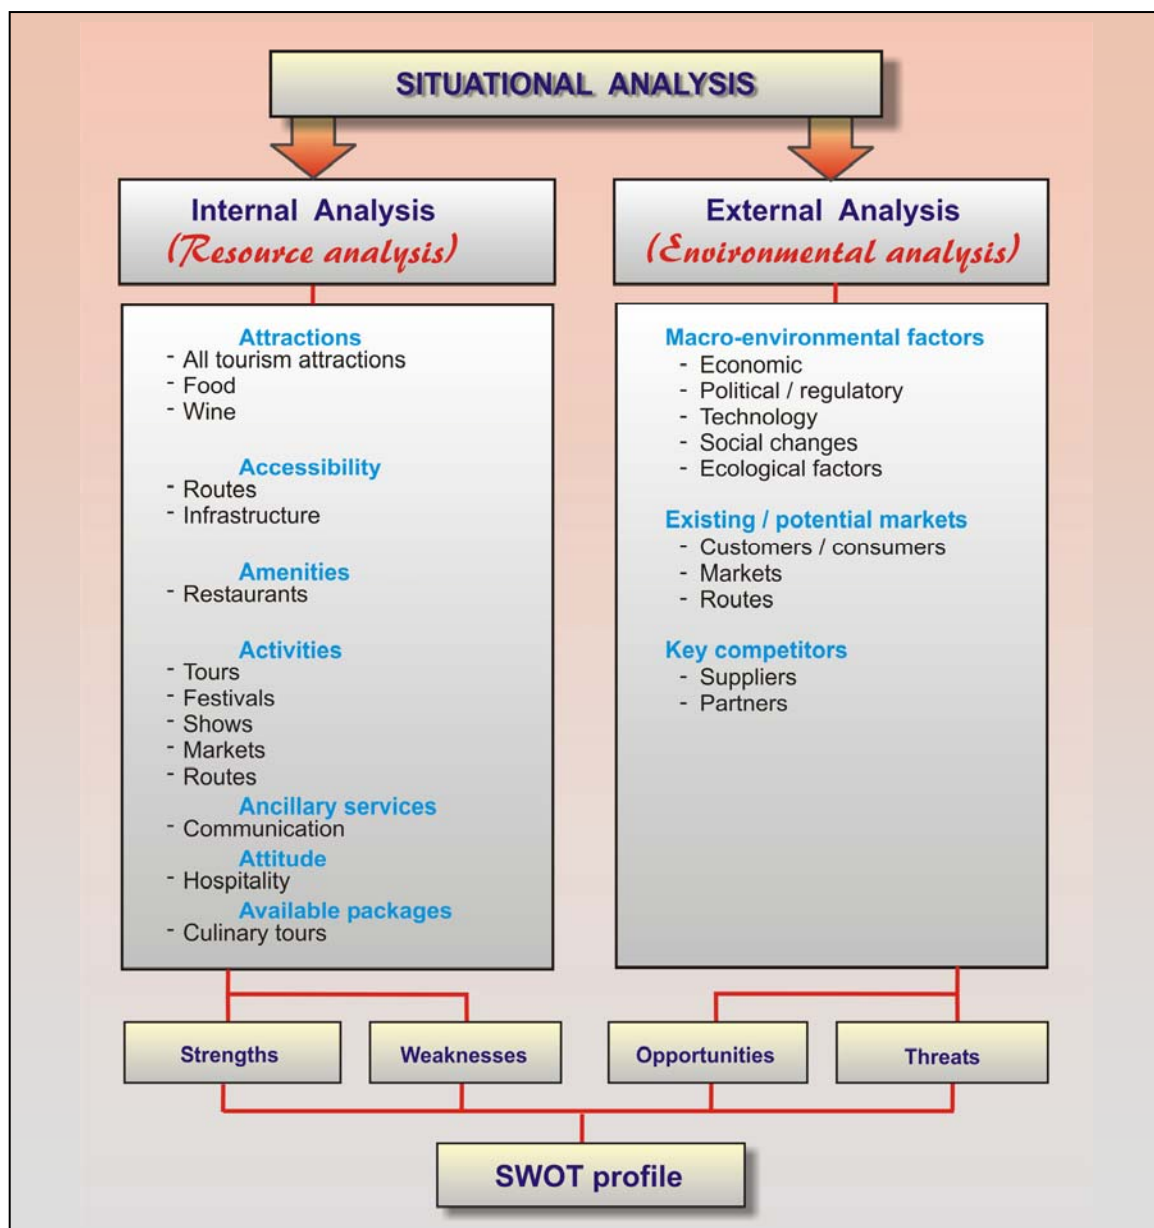 SITUATIONAL ANALYSIS
Internal Analysis
(Resource analysis)
Attractions
- All tourism attractions
- Food
- Wine
Accessibility
- Routes
- Infrastructure
Amenities
- Restaurants
Activities
- Tours
- Festivals
- Shows
- Markets
- Routes
Ancillary services
- Communication
Attitude
- Hospitality
Available packages
- Culinary tours
External Analysis
(Environmental analysis)
Macro-environmental factors
- Economic
- Political / regulatory
- Technology
- Social changes
- Ecological factors
Existing / potential markets
- Customers / consumers
- Markets
- Routes
Key competitors
- Suppliers
- Partners
Strengths
Weaknesses
Opportunities
Threats
SWOT profile